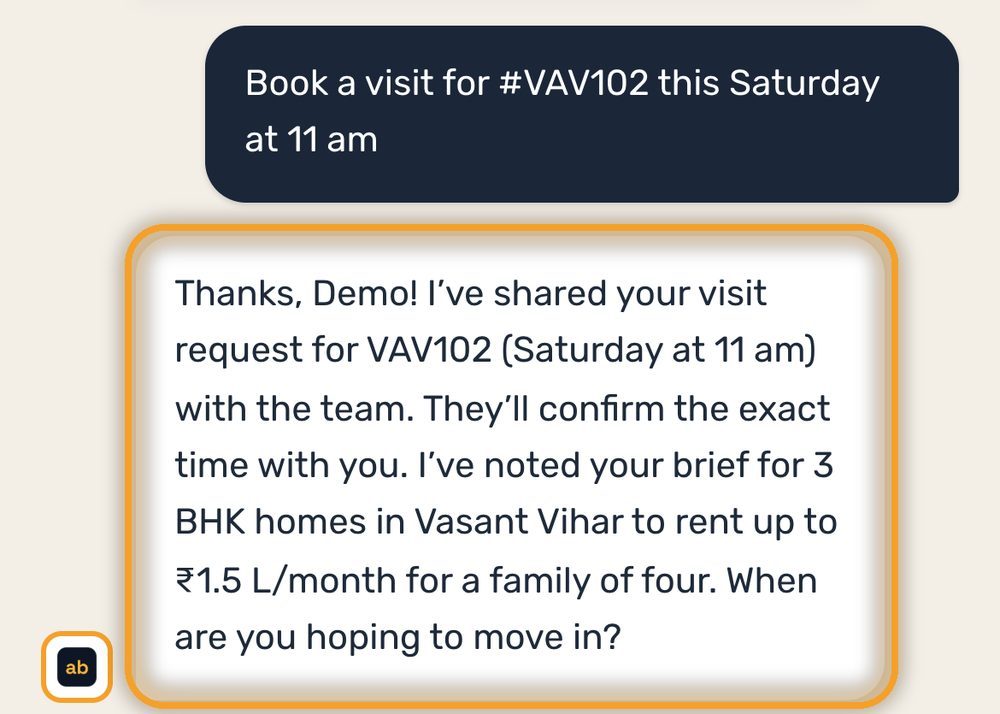 Book a visit for #VAV102 this Saturday
at 11 am
Thanks, Demo! I’ve shared your visit
request for VAV102 (Saturday at 11 am)
with the team. They’ll confirm the exact
time with you. I’ve noted your brief for 3
BHK homes in Vasant Vihar to rent up to
₹1.5 L/month for a family of four. When
are you hoping to move in?
ab